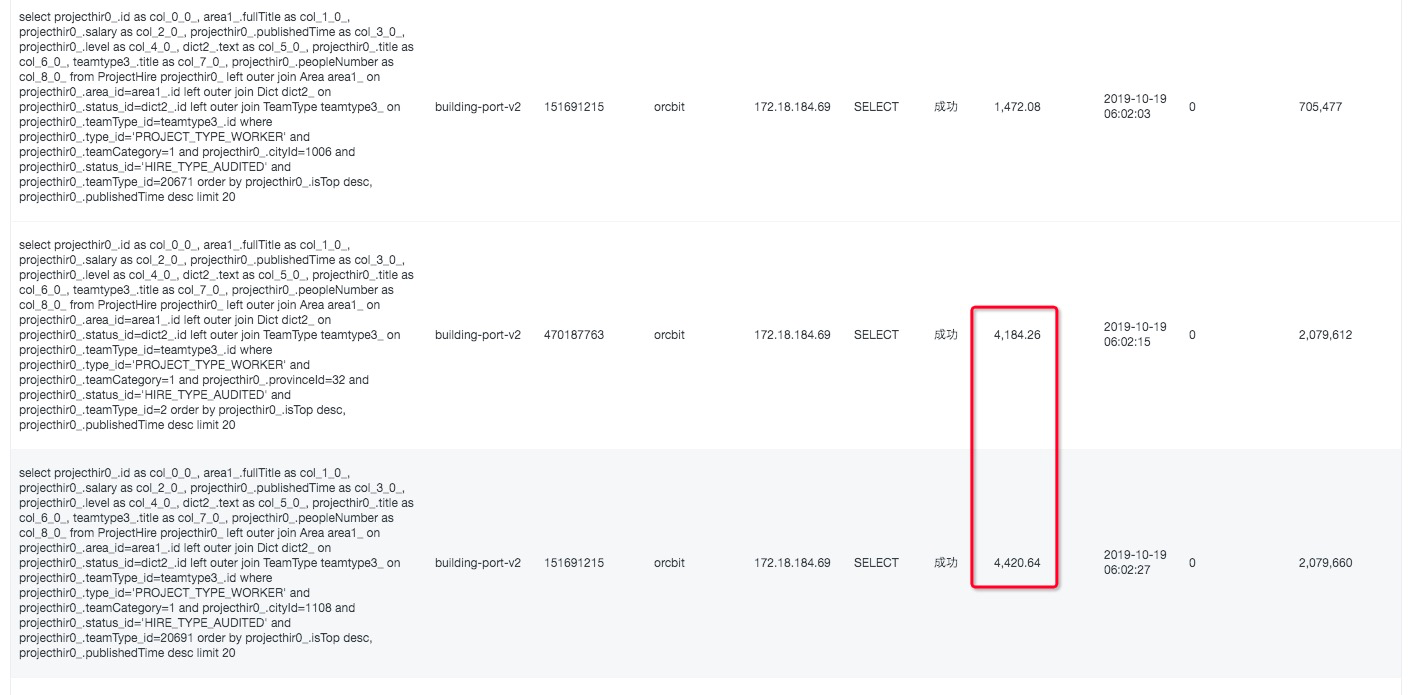 select projecthir0_.id as col_0_0_, area1_.fullTitle as col_1_0_,
projecthir0_.salary as col_2_0_, projecthir0_.publishedTime as col_3_0_,
projecthir0_.level as col_4_0_, dict2_.text as col_5_0_, projecthir0_.title as
col_6_0_, teamtype3_.title as col_7_0_, projecthir0_.peopleNumber as
col_8_0_ from ProjectHire projecthir0_ left outer join Area area1_ on
projecthir0_.area_id=area1_.id left outer join Dict dict2_ on
projecthir0_.status_id=dict2_.id left outer join TeamType teamtype3_ on
projecthir0_.teamType_id=teamtype3_.id where
projecthir0_.type_id='PROJECT_TYPE_WORKER' and
projecthir0_.teamCategory=1 and projecthir0_.cityId=1006 and
projecthir0_.status_id='HIRE_TYPE_AUDITED' and
projecthir0_.teamType_id=20671 order by projecthir0_.isTop desc,
projecthir0_.publishedTime desc limit 20
building-port-v2 151691215 orcbit 172.18.184.69 SELECT 成功 1,472.08 2019-10-19 0 705,477
06:02:03
select projecthir0_.id as col_0_0_, area1_.fullTitle as col_1_0_,
projecthir0_.salary as col_2_0_, projecthir0_.publishedTime as col_3_0_,
projecthir0_.level as col_4_0_, dict2_.text as col_5_0_, projecthir0_.title as
col_6_0_, teamtype3_.title as col_7_0_, projecthir0_.peopleNumber as
col_8_0_ from ProjectHire projecthir0_ left outer join Area area1_ on
projecthir0_.area_id=area1_.id left outer join Dict dict2_ on
projecthir0_.status_id=dict2_.id left outer join TeamType teamtype3_ on
projecthir0_.teamType_id=teamtype3_.id where
projecthir0_.type_id='PROJECT_TYPE_WORKER' and
projecthir0_.teamCategory=1 and projecthir0_.provinceId=32 and
projecthir0_.status_id='HIRE_TYPE_AUDITED' and
projecthir0_.teamType_id=2 order by projecthir0_.isTop desc,
projecthir0_.publishedTime desc limit 20
building-port-v2 470187763 orcbit 172.18.184.69 SELECT 成功 4,184.26 2019-10-19 0 2,079,612
06:02:15
select projecthir0_.id as col_0_0_, area1_.fullTitle as col_1_0_,
projecthir0_.salary as col_2_0_, projecthir0_.publishedTime as col_3_0_,
projecthir0_.level as col_4_0_, dict2_.text as col_5_0_, projecthir0_.title as
col_6_0_, teamtype3_.title as col_7_0_, projecthir0_.peopleNumber as
col_8_0_ from ProjectHire projecthir0_ left outer join Area area1_ on
projecthir0_.area_id=area1_.id left outer join Dict dict2_ on
projecthir0_.status_id=dict2_.id left outer join TeamType teamtype3_ on
projecthir0_.teamType_id=teamtype3_.id where
projecthir0_.type_id='PROJECT_TYPE_WORKER' and
projecthir0_.teamCategory=1 and projecthir0_.cityId=1108 and
projecthir0_.status_id='HIRE_TYPE_AUDITED' and
projecthir0_.teamType_id=20691 order by projecthir0_.isTop desc,
projecthir0_.publishedTime desc limit 20
building-port-v2 151691215 orcbit 172.18.184.69 SELECT 成功 4,420.64 2019-10-19 0 2,079,660
06:02:27